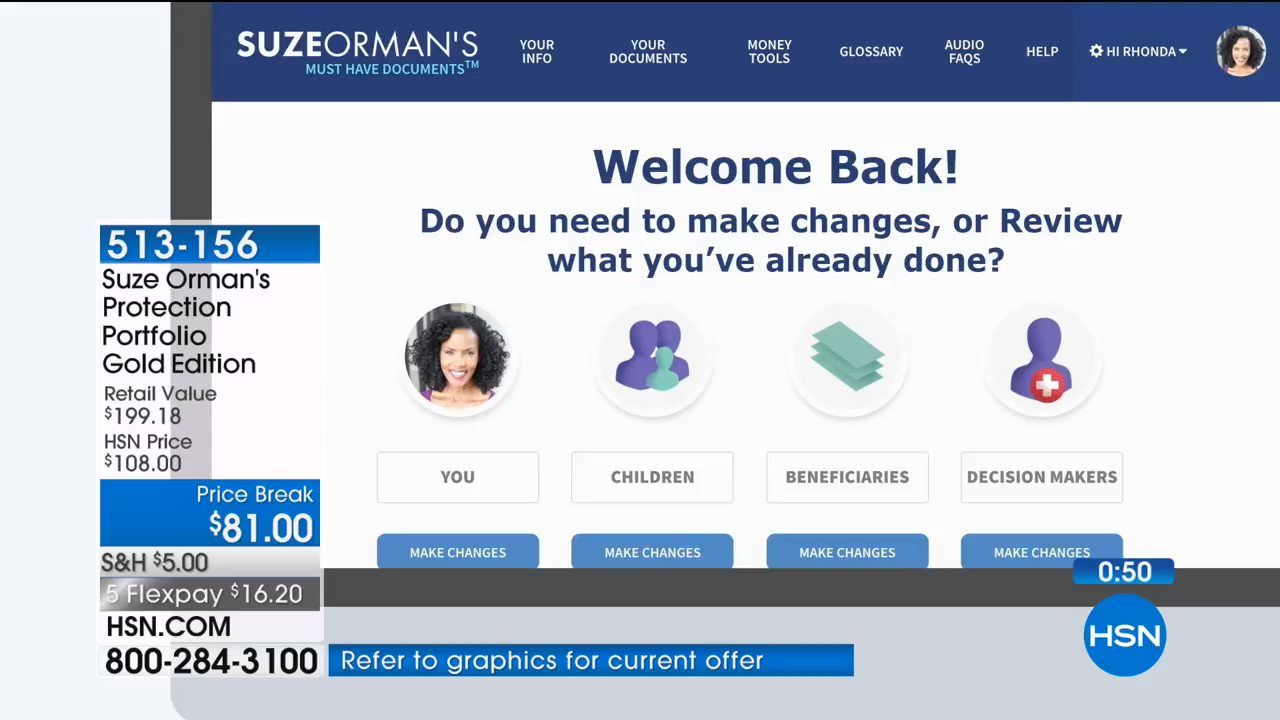 SUZEORMAN'S
MUST HAVE DOCUMENTS™
YOUR INFO
YOUR DOCUMENTS
MONEY TOOLS
GLOSSARY
AUDIO FAQS
HELP
HI RHONDA
Welcome Back!
Do you need to make changes, or Review
what you’ve already done?
YOU
CHILDREN
BENEFICIARIES
DECISION MAKERS
MAKE CHANGES
MAKE CHANGES
MAKE CHANGES
MAKE CHANGES
513-156
Suze Orman's
Protection
Portfolio
Gold Edition
Retail Value
$199.18
HSN Price
$108.00
Price Break
$81.00
S&H $5.00
5 Flexpay $16.20
HSN.COM
800-284-3100
Refer to graphics for current offer
0:50
HSN